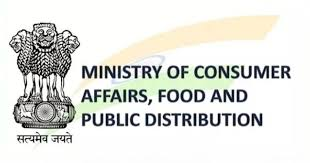 MINISTRY OF CONSUMER
AFFAIRS, FOOD AND
PUBLIC DISTRIBUTION
सत्यमेव जयते